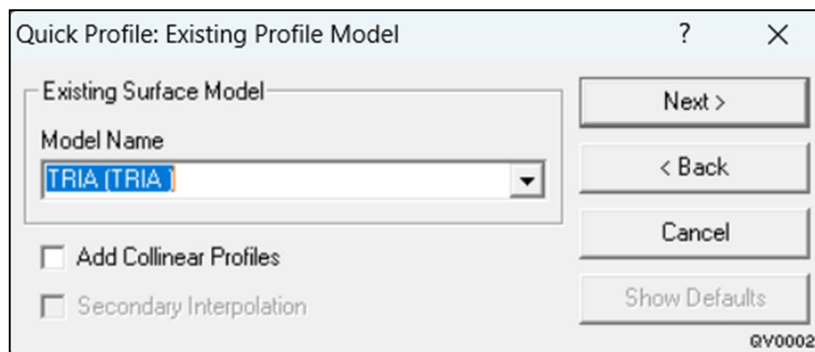 Quick Profile: Existing Profile Model ? ×
Existing Surface Model
Model Name
TRIA (TRIA )
Add Collinear Profiles
Secondary Interpolation
Next >
< Back
Cancel
Show Defaults
QV0002